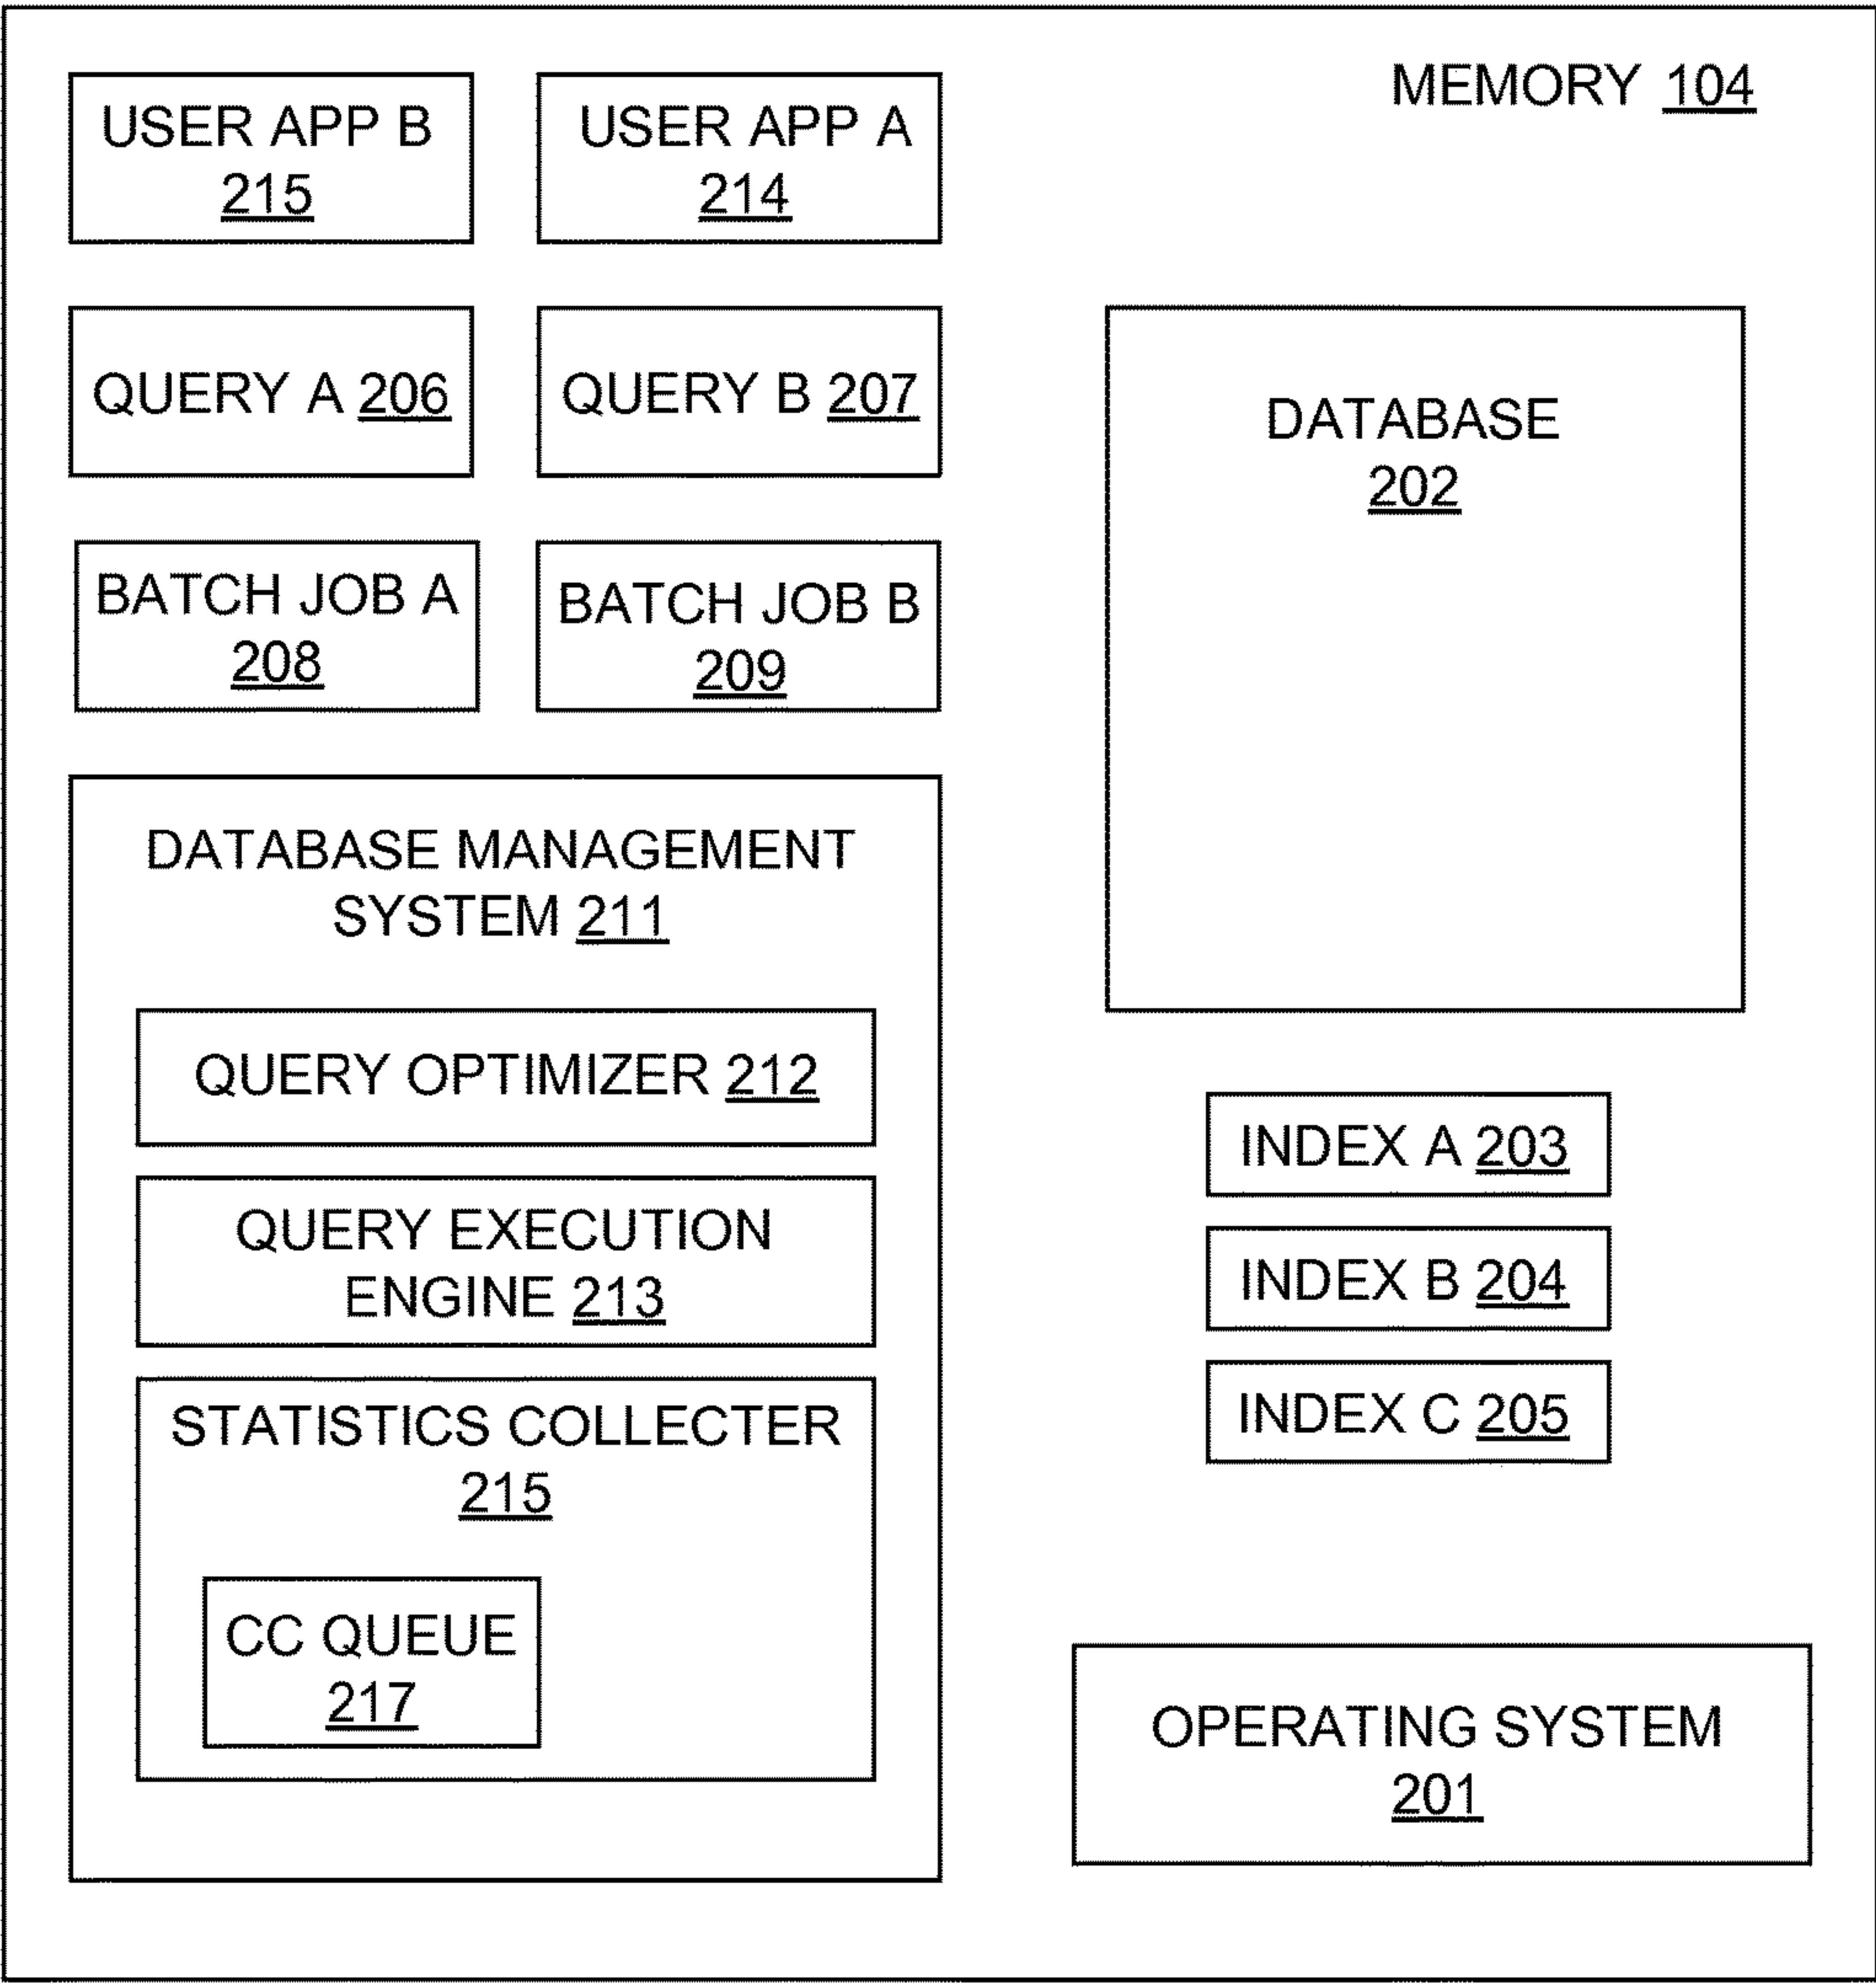 MEMORY 104
USER APP B
215
USER APP A
214
QUERY A 206
QUERY B 207
BATCH JOB A
208
BATCH JOB B
209
DATABASE MANAGEMENT
SYSTEM 211
QUERY OPTIMIZER 212
QUERY EXECUTION
ENGINE 213
STATISTICS COLLECTER
215
CC QUEUE
217
DATABASE
202
INDEX A 203
INDEX B 204
INDEX C 205
OPERATING SYSTEM
201